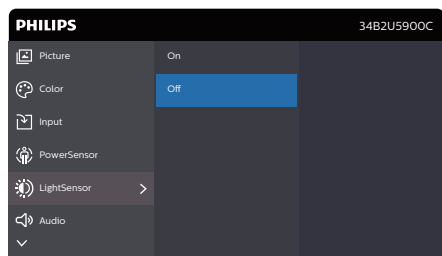 PHILIPS
34B2U5900C
Picture
On
Color
Off
Input
PowerSensor
LightSensor
Audio